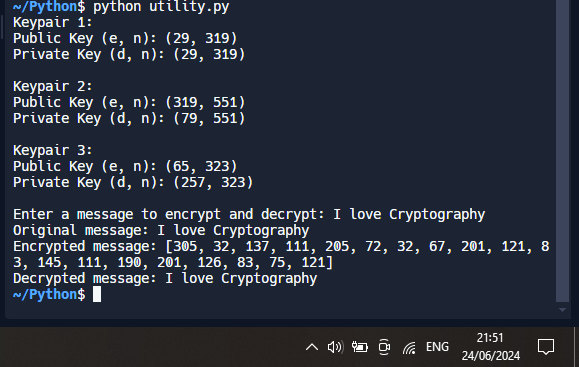 ~/Python$ python utility.py
Keypair 1:
Public Key (e, n): (29, 319)
Private Key (d, n): (29, 319)
Keypair 2:
Public Key (e, n): (319, 551)
Private Key (d, n): (79, 551)
Keypair 3:
Public Key (e, n): (65, 323)
Private Key (d, n): (257, 323)
Enter a message to encrypt and decrypt: I love Cryptography
Original message: I love Cryptography
Encrypted message: [305, 32, 137, 111, 205, 72, 32, 67, 201, 121, 8
3, 145, 111, 190, 201, 126, 83, 75, 121]
Decrypted message: I love Cryptography
~/Python$
ENG
21:51
24/06/2024